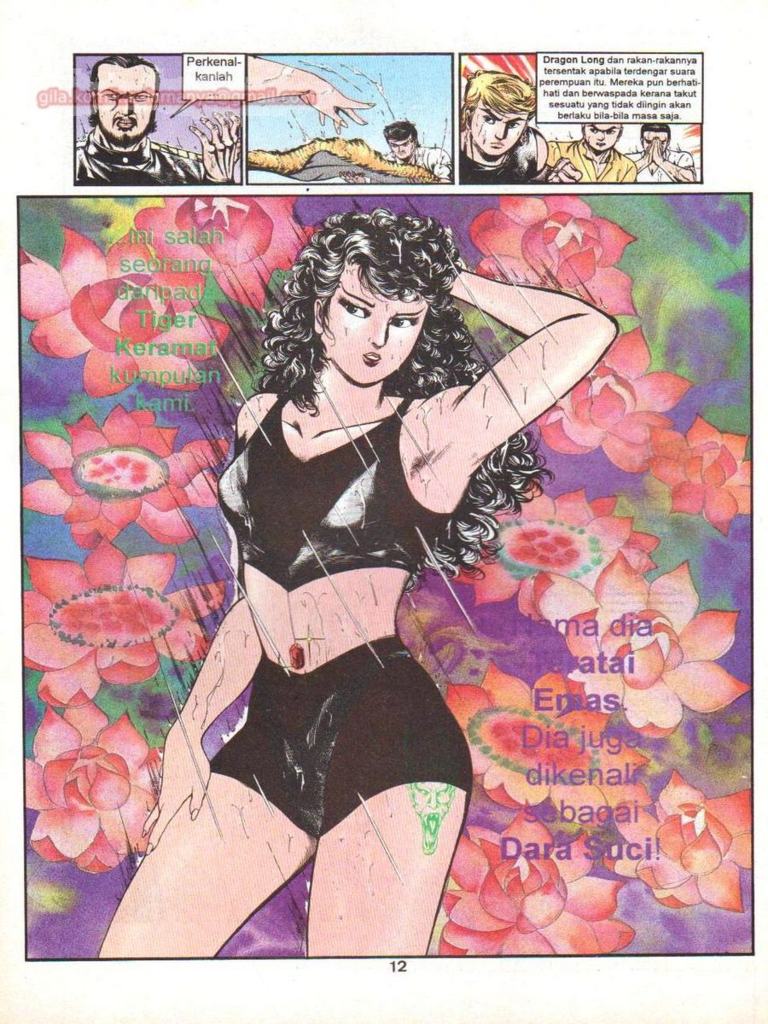 Perkenal-
kanlah
Dragon Long dan rakan-rakannya
tersentak apabila terdengar suara
perempuan itu. Mereka pun berhati-
hati dan berwaspada kerana takut
sesuatu yang tidak diingin akan
berlaku bila-bila masa saja.
...Ini salah
seorang
daripada
Tiger
Keramat
kumpulan
kami.
Nama dia
Teratai
Emas.
Dia juga
dikenali
sebagai
Dara Suci!
12